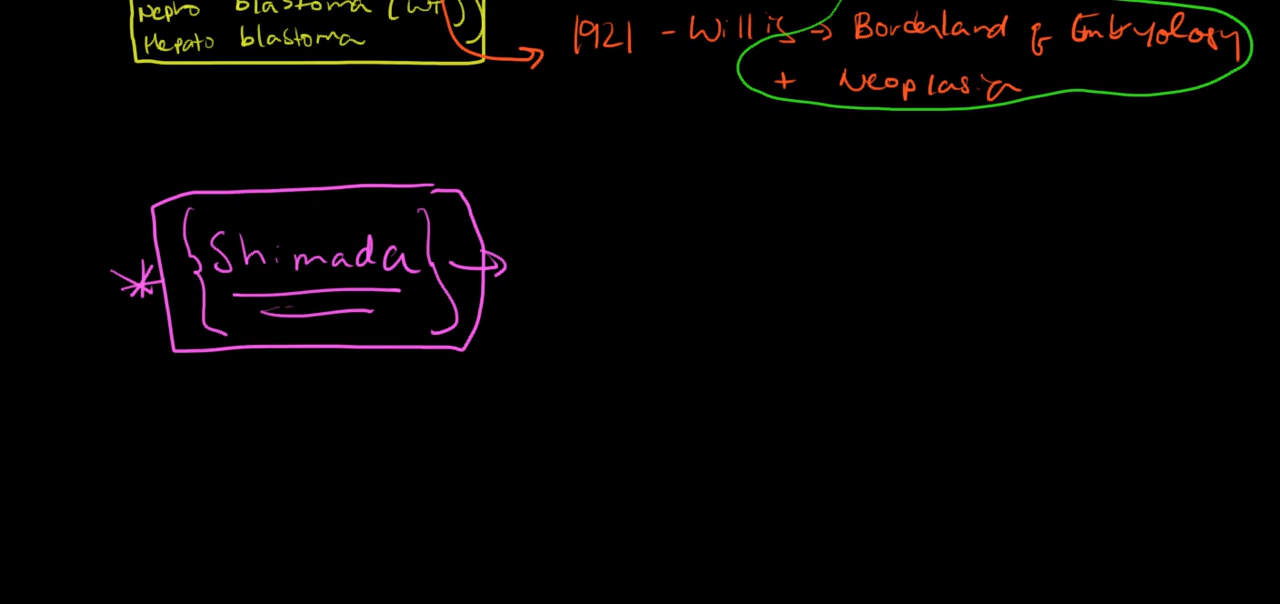 Nephro blastoma (WT)
Hepato blastoma
1921 - Willis → Borderland of Embryology
+ Neoplasia
* {Shimada} →